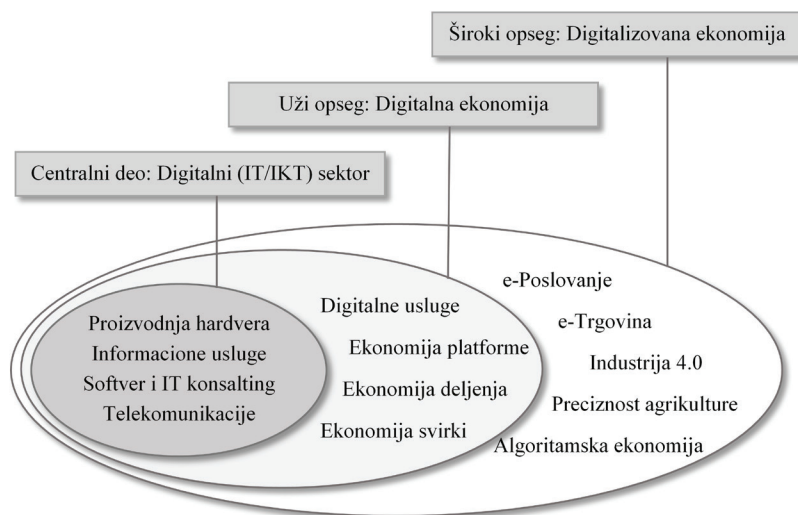 Široki opseg: Digitalizovana ekonomija
Uži opseg: Digitalna ekonomija
Centralni deo: Digitalni (IT/IKT) sektor
Proizvodnja hardvera
Informacione usluge
Softver i IT konsalting
Telekomunikacije
Digitalne usluge
Ekonomija platforme
Ekonomija deljenja
Ekonomija svirki
e-Poslovanje
e-Trgovina
Industrija 4.0
Preciznost agrikulture
Algoritamska ekonomija